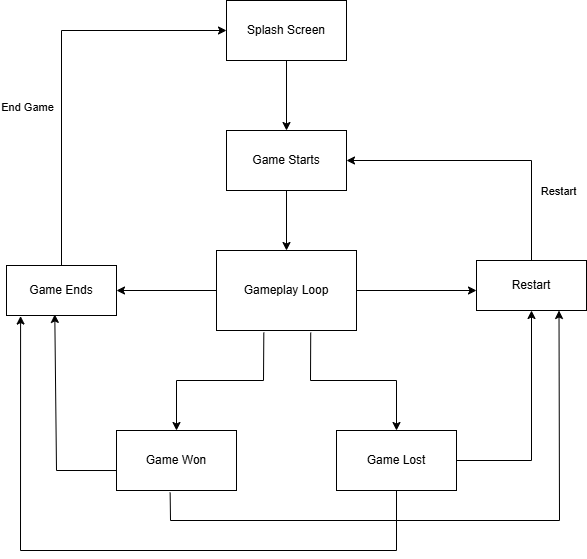 Splash Screen
End Game
Game Starts
Restart
Game Ends
Gameplay Loop
Restart
Game Won
Game Lost